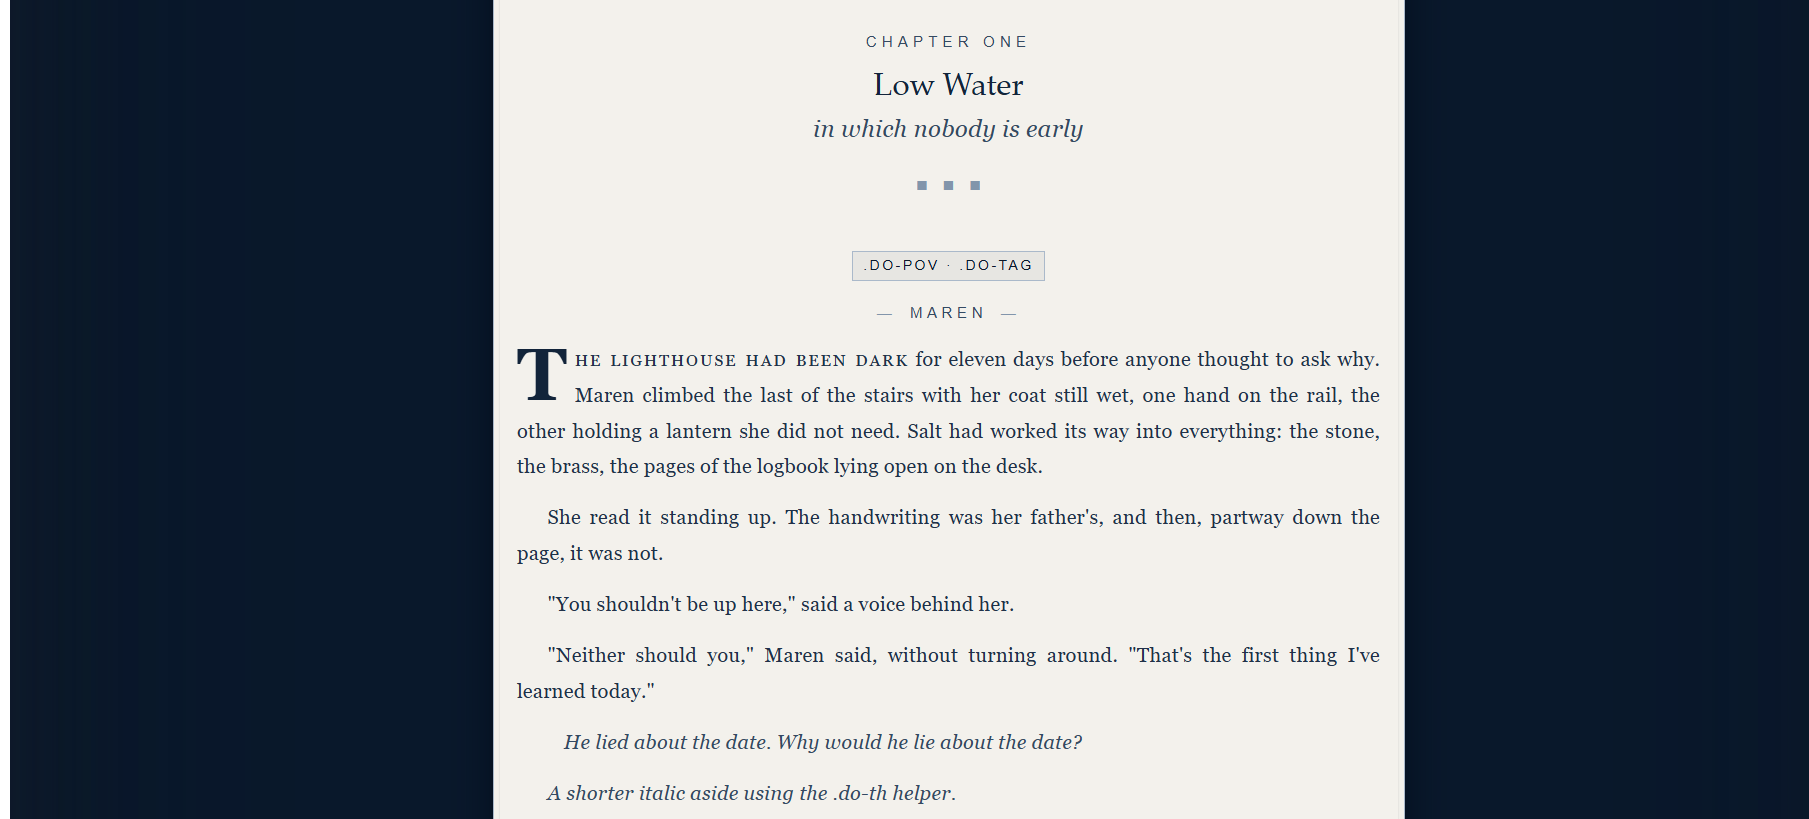 CHAPTER ONE
Low Water
in which nobody is early
.DO-POV · .DO-TAG
— MAREN —
THE LIGHTHOUSE HAD BEEN DARK for eleven days before anyone thought to ask why.
Maren climbed the last of the stairs with her coat still wet, one hand on the rail, the
other holding a lantern she did not need. Salt had worked its way into everything: the stone,
the brass, the pages of the logbook lying open on the desk.
She read it standing up. The handwriting was her father's, and then, partway down the
page, it was not.
"You shouldn't be up here," said a voice behind her.
"Neither should you," Maren said, without turning around. "That's the first thing I've
learned today."
He lied about the date. Why would he lie about the date?
A shorter italic aside using the .do-th helper.